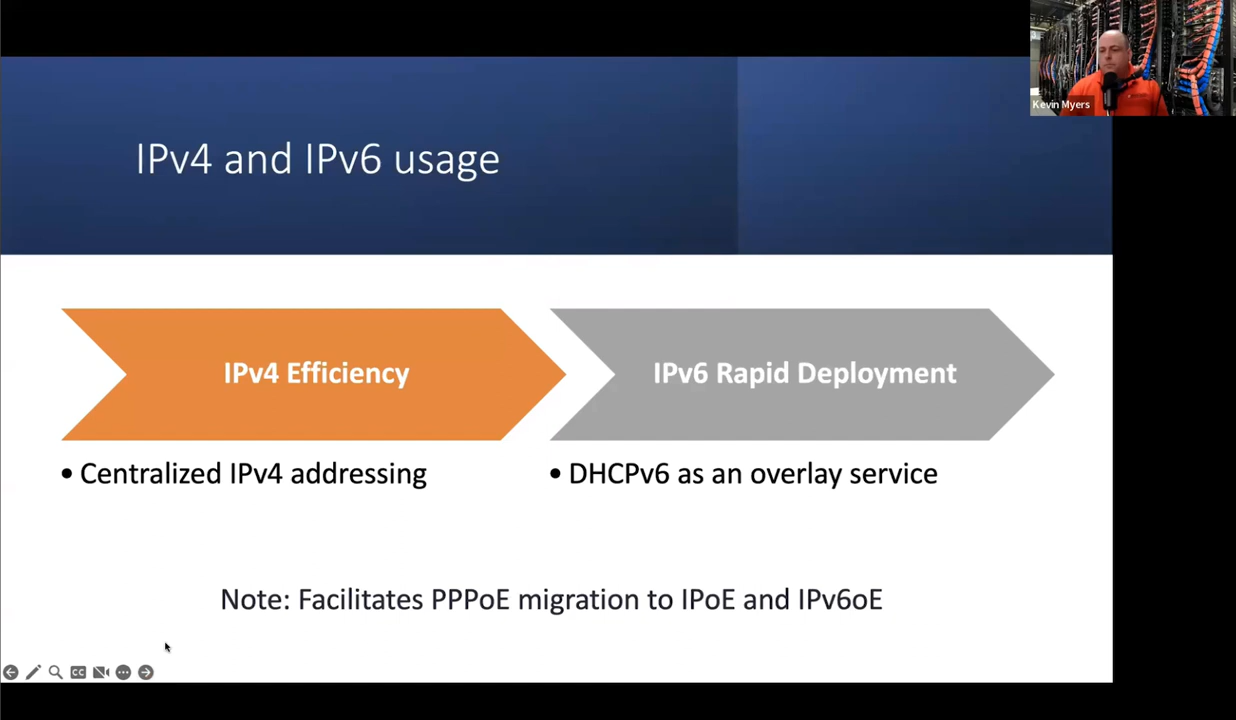 Kevin Myers
IPv4 and IPv6 usage
IPv4 Efficiency
IPv6 Rapid Deployment
• Centralized IPv4 addressing
• DHCPv6 as an overlay service
Note: Facilitates PPPoE migration to IPoE and IPv6oE
CC